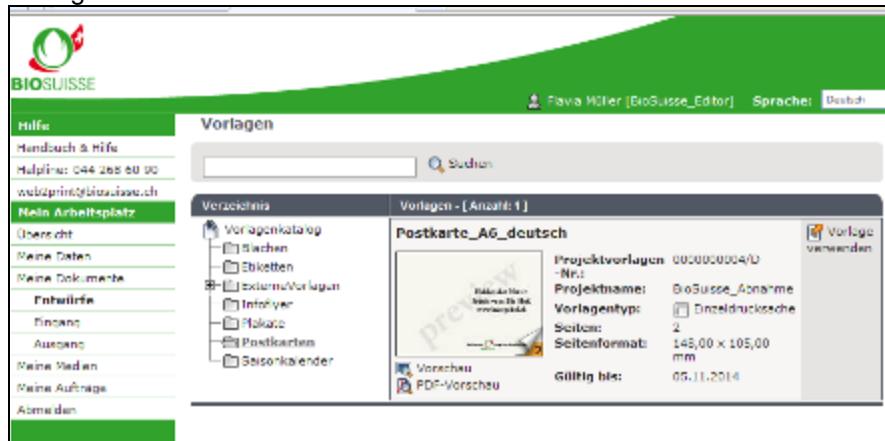 BIOSUISSE
Flavia Müller [BioSuisse_Editor] Sprache: Deutsch
Hilfe
Handbuch & Hilfe
Helpline: 044 268 60 90
web2print@biosuisse.ch
Mein Arbeitsplatz
Übersicht
Meine Daten
Meine Dokumente
Entwürfe
Eingang
Ausgang
Meine Medien
Meine Aufträge
Abmelden
Vorlagen
Suchen
Verzeichnis
Vorlagenkatalog
Blachen
Etiketten
ExterneVorlagen
Infoflyer
Plakate
Postkarten
Saisonkalender
Vorlagen - [Anzahl: 1]
Postkarte_A6_deutsch
preview
Vorschau
PDF-Vorschau
Projektvorlagen 0000000004/D
-Nr.:
Projektname: BioSuisse_Abnahme
Vorlagentyp: Einzeldrucksache
Seiten: 2
Seitenformat: 148,00 x 105,00
mm
Gültig bis: 05.11.2014
Vorlage
verwenden